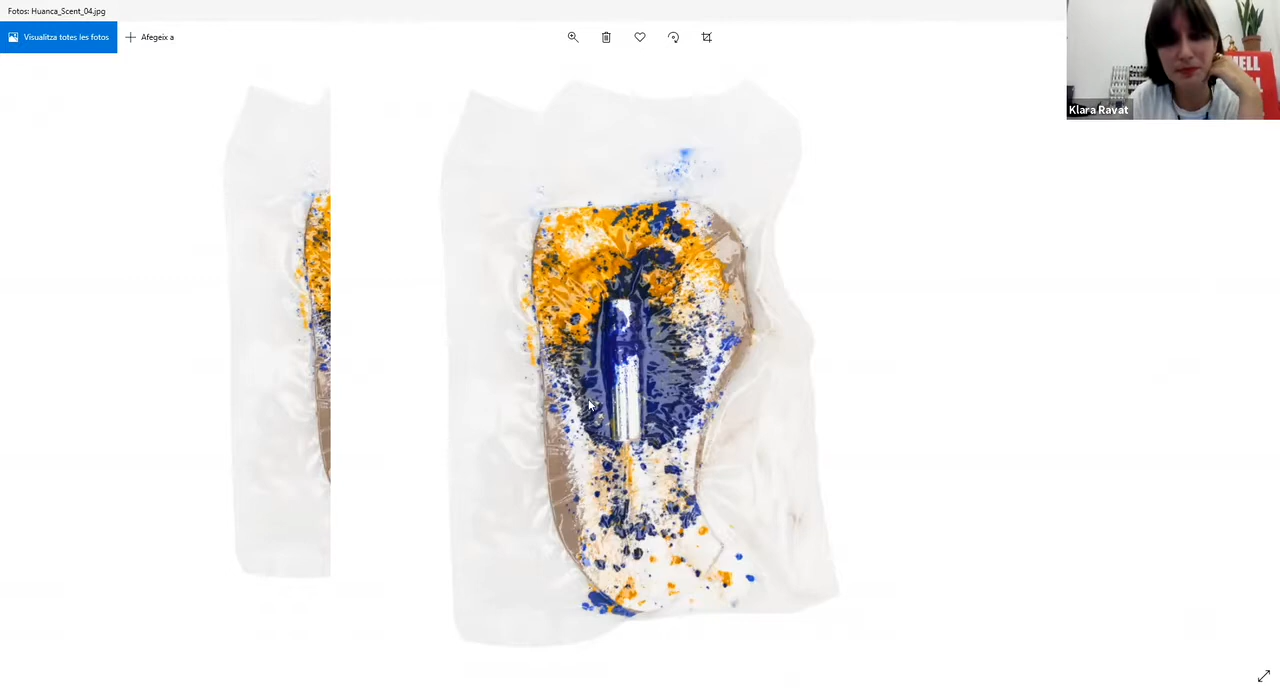 Fotos: Huanca_Scent_04.jpg
Visualitza totes les fotos
Afegeix a
Klara Ravat